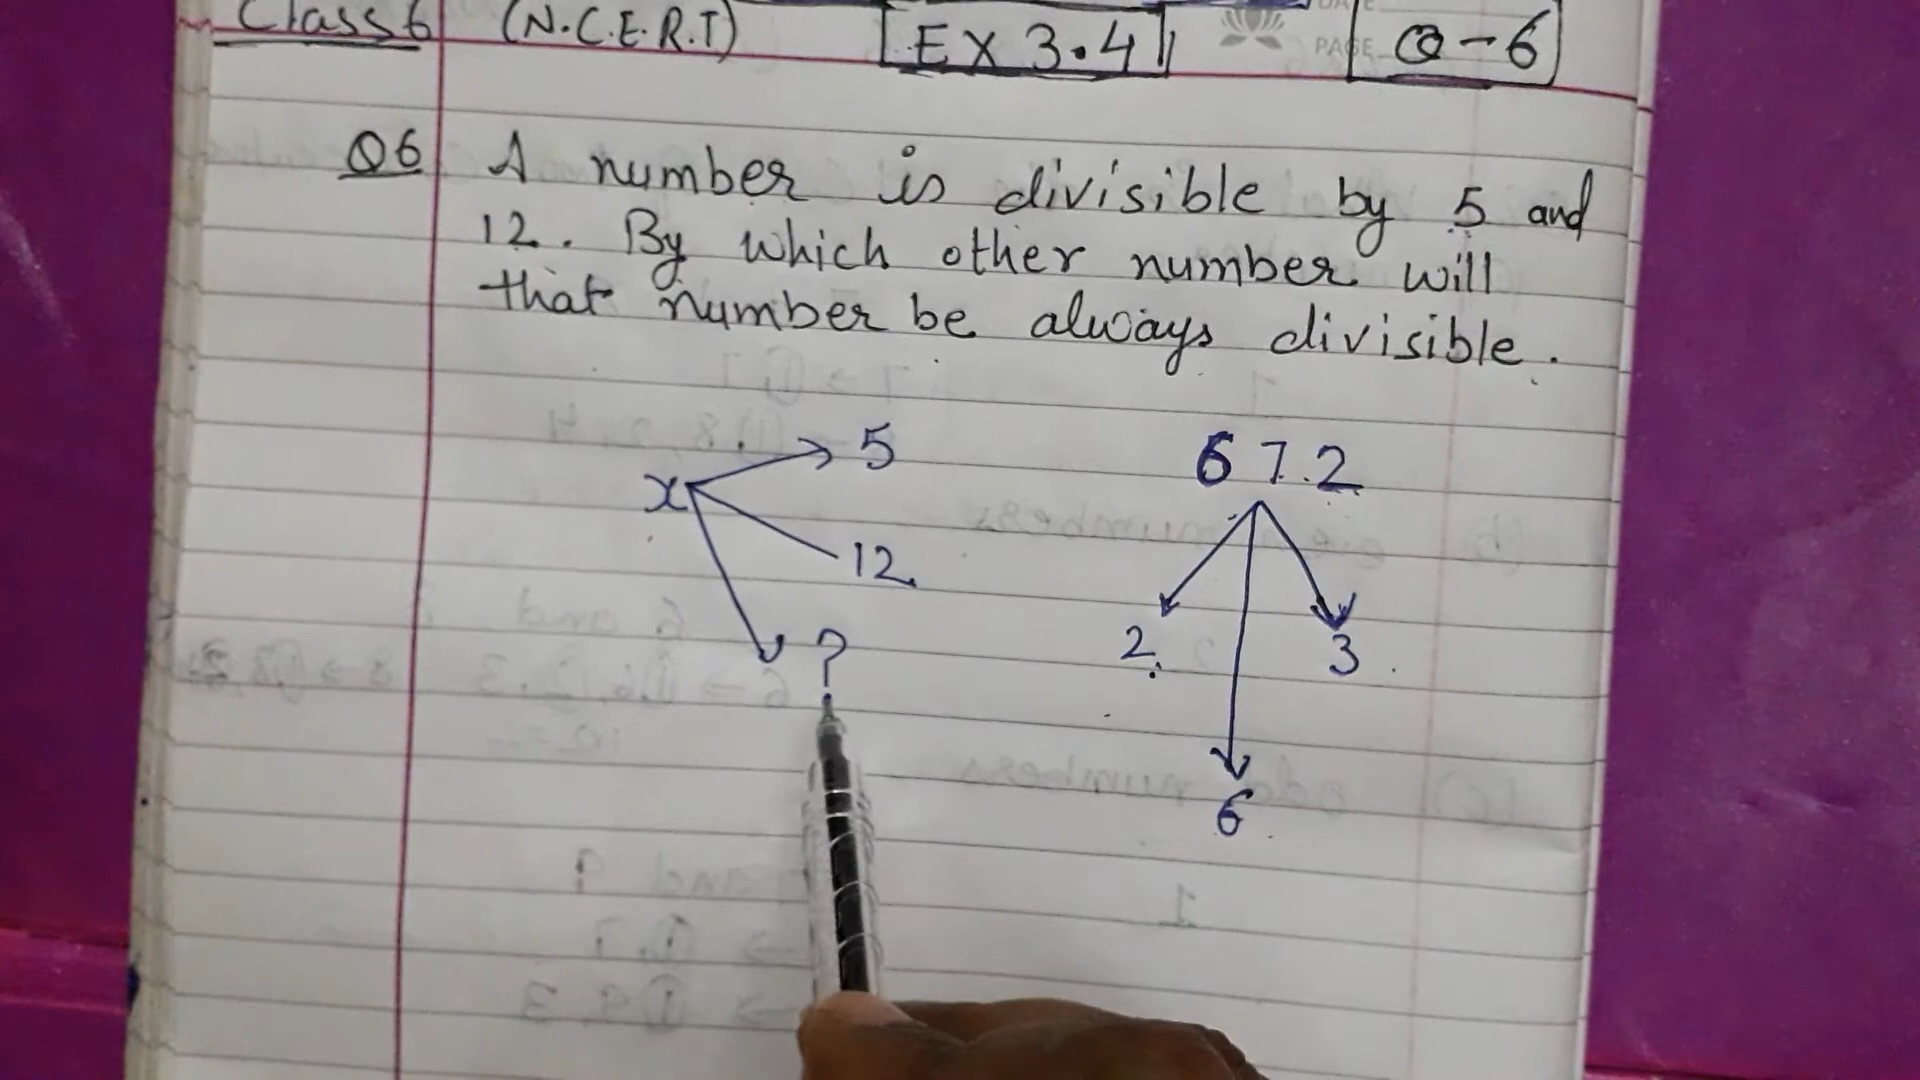 Class 6 (N.C.E.R.T) EX 3.4 PAGE Q-6
Q6 A number is divisible by 5 and
12. By which other number will
that number be always divisible.
x 5 672
12.
2. ? 3
6